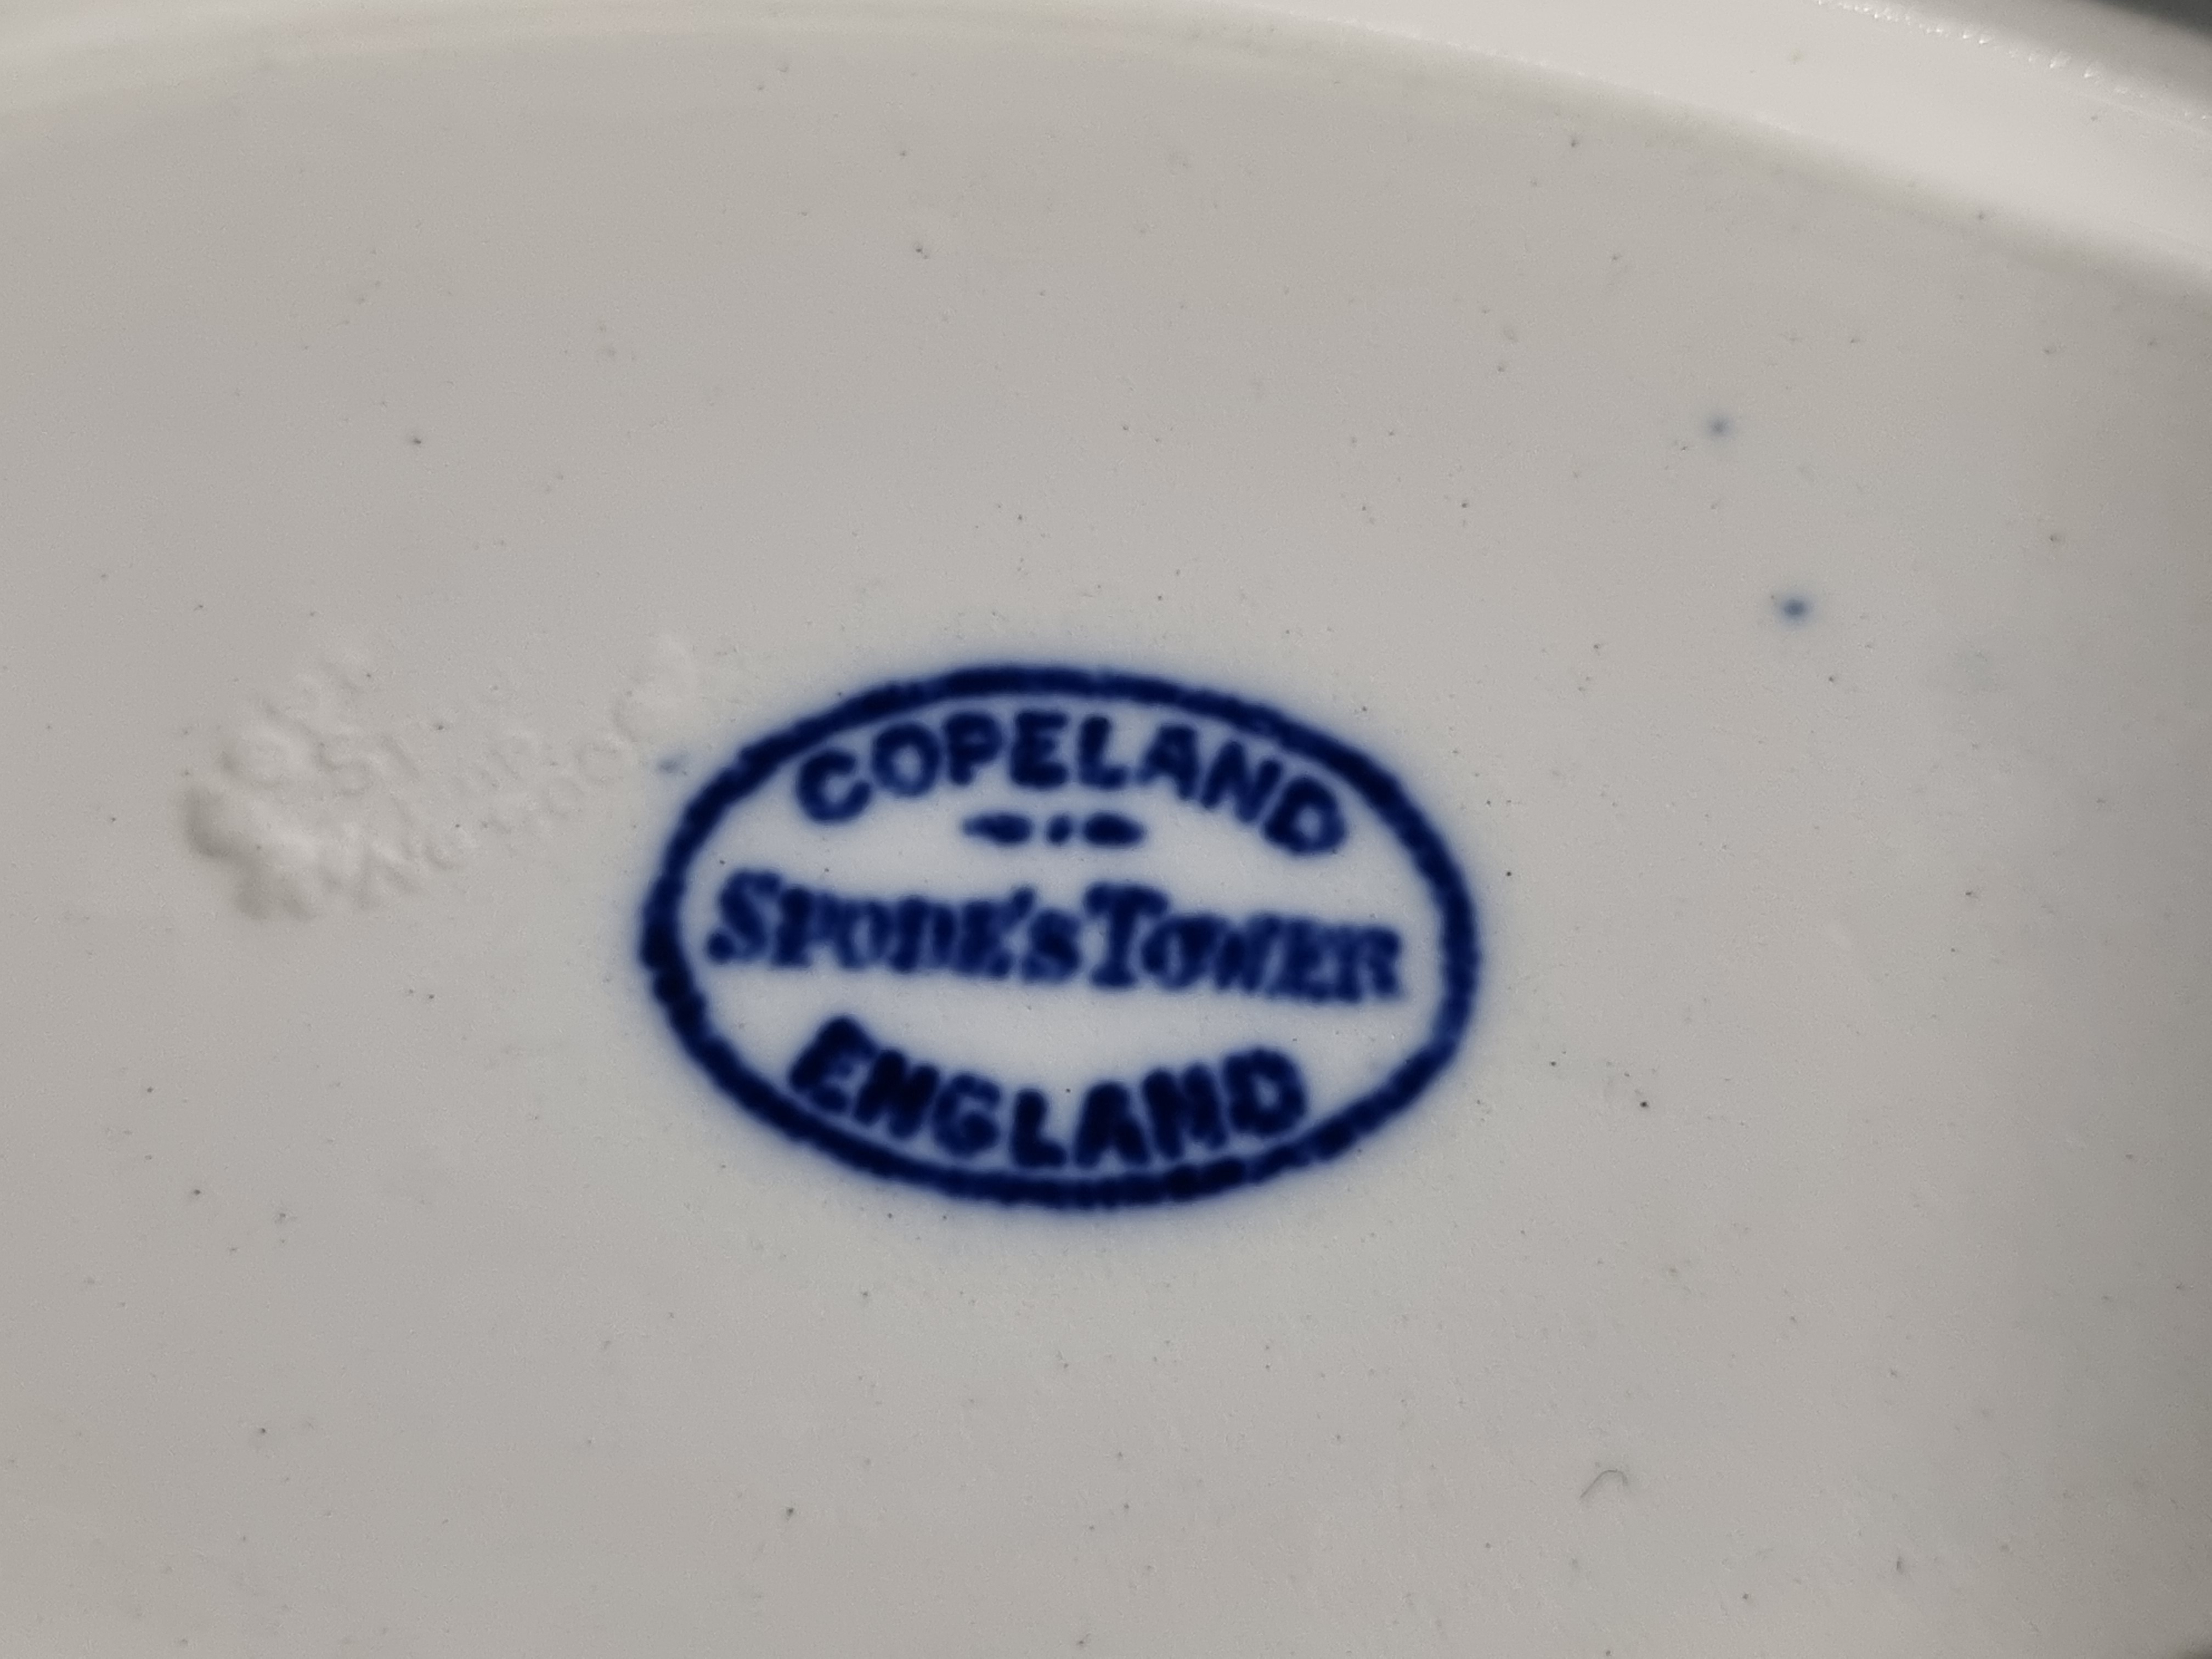 COPELAND
SPODE'S TOWER
ENGLAND